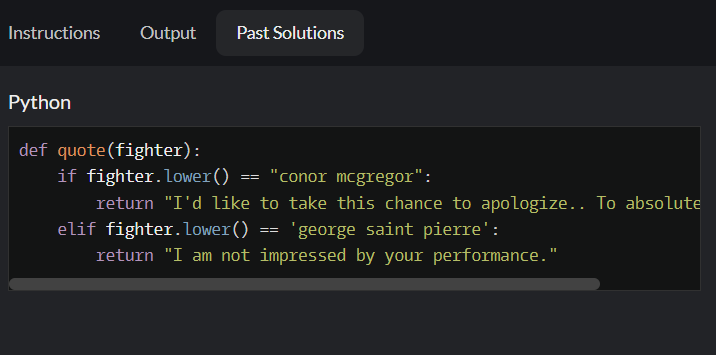 Instructions Output Past Solutions
Python
def quote(fighter):
    if fighter.lower() == "conor mcgregor":
        return "I'd like to take this chance to apologize.. To absolute
    elif fighter.lower() == 'george saint pierre':
        return "I am not impressed by your performance."